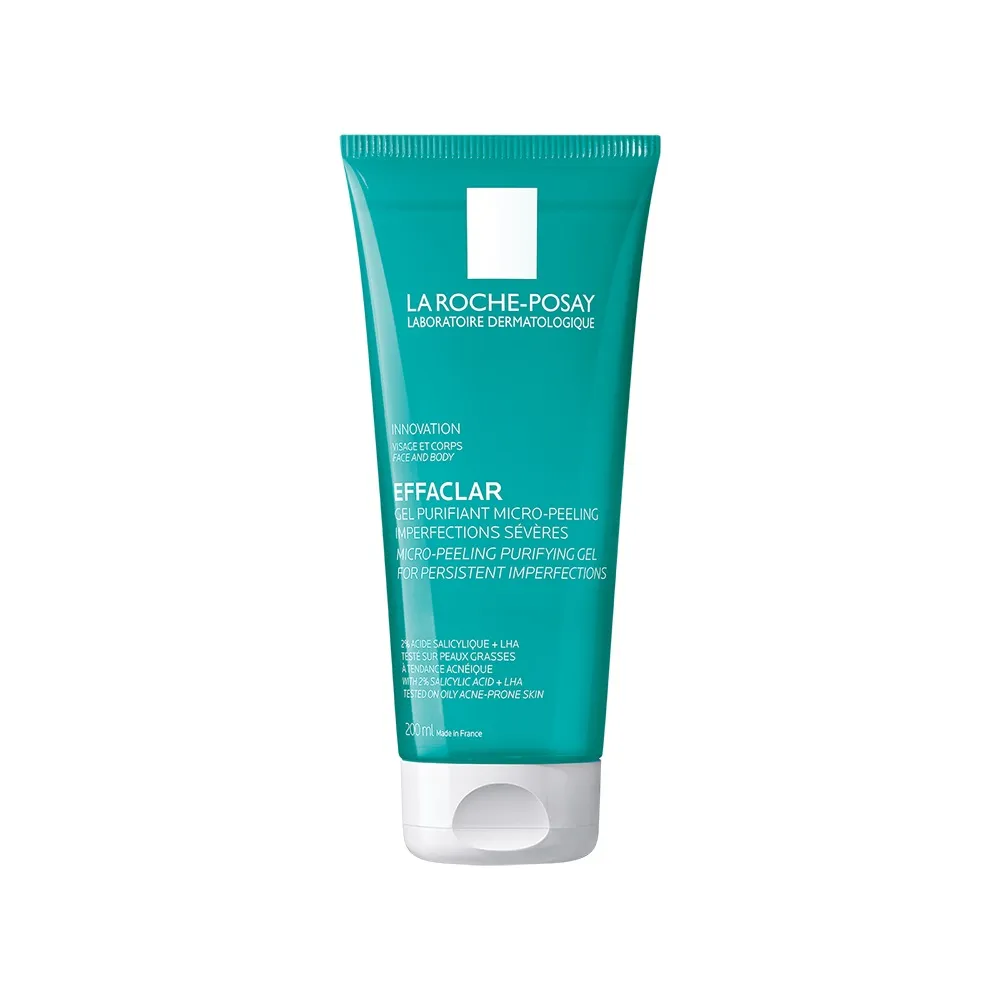 LA ROCHE-POSAY
LABORATOIRE DERMATOLOGIQUE
INNOVATION
VISAGE ET CORPS
FACE AND BODY
EFFACLAR
GEL PURIFIANT MICRO-PEELING
IMPERFECTIONS SÉVÈRES
MICRO-PEELING PURIFYING GEL
FOR PERSISTENT IMPERFECTIONS
2% ACIDE SALICYLIQUE + LHA
TESTÉ SUR PEAUX GRASSES
À TENDANCE ACNÉIQUE
WITH 2% SALICYLIC ACID + LHA
TESTED ON OILY ACNE-PRONE SKIN
200 ml Made in France